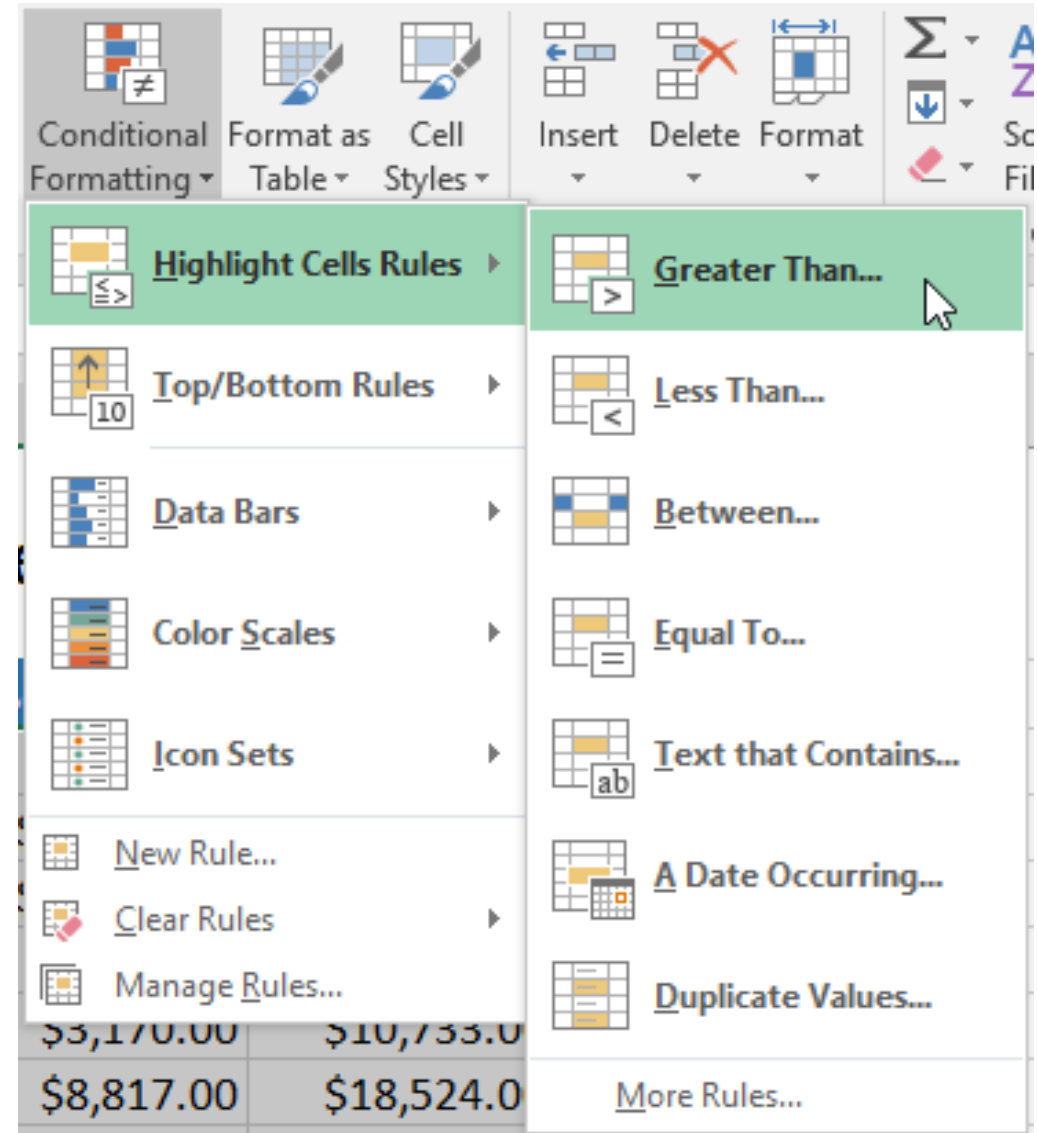 Conditional Formatting
Format as Table
Cell Styles
Insert
Delete
Format
Highlight Cells Rules
Top/Bottom Rules
10
Data Bars
Color Scales
Icon Sets
New Rule...
Clear Rules
Manage Rules...
Greater Than...
>
Less Than...
<
Between...
Equal To...
=
Text that Contains...
ab
A Date Occurring...
Duplicate Values...
More Rules...
$3,170.00 $10,733.0
$8,817.00 $18,524.0